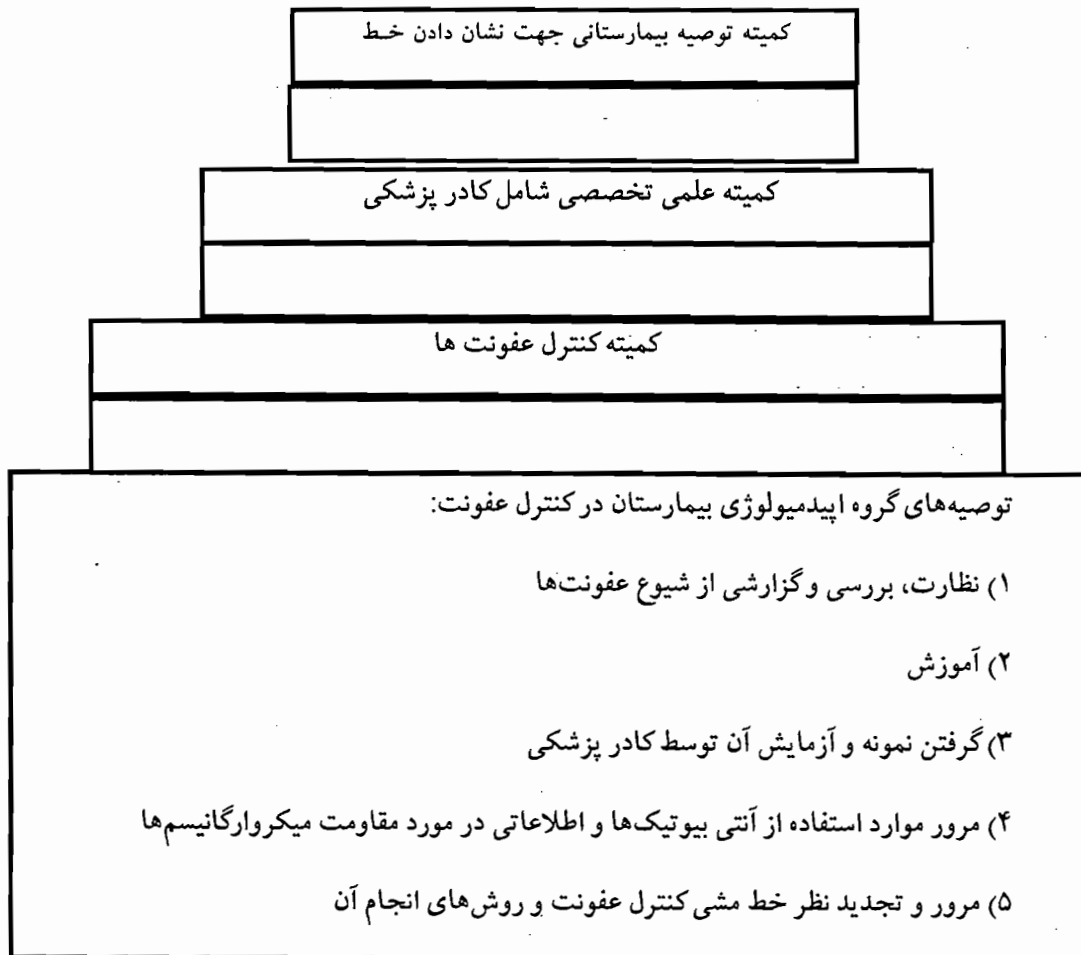 کمیته توصیه بیمارستانی جهت نشان دادن خـط
کمیته علمی تخصصی شامل کادر پزشکی
کمیته کنترل عفونت ها
توصیه‌های گروه اپیدمیولوژی بیمارستان در کنترل عفونت:
۱) نظارت، بررسی و گزارشی از شیوع عفونت‌ها
۲) آموزش
۳) گرفتن نمونه و آزمایش آن توسط کادر پزشکی
۴) مرور موارد استفاده از آنتی بیوتیک‌ها و اطلاعاتی در مورد مقاومت میکروارگانیسم‌ها
۵) مرور و تجدید نظر خط مشی کنترل عفونت و روش‌های انجام آن